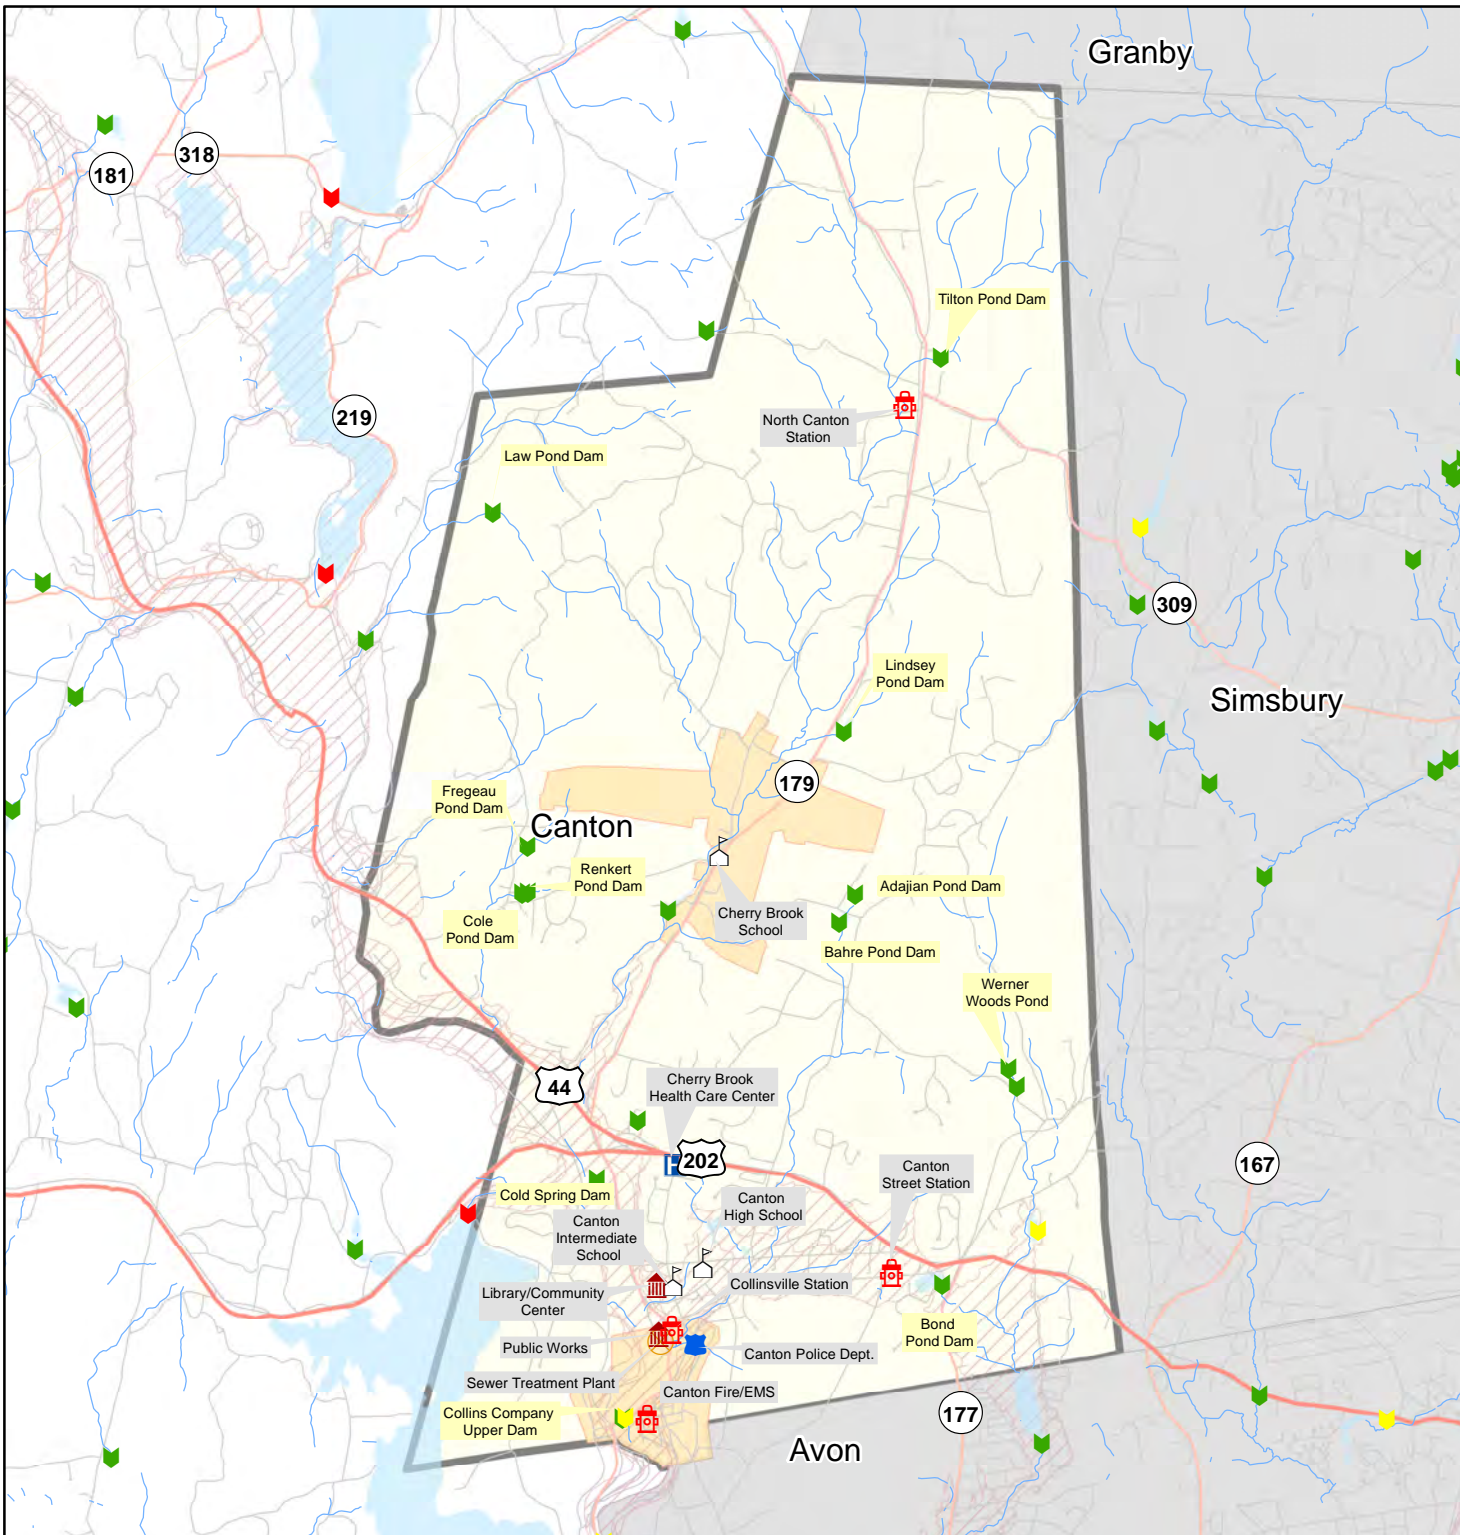 Granby
318
181
Tilton Pond Dam
219
North Canton
Station
Law Pond Dam
309
Lindsey
Pond Dam
Simsbury
179
Fregeau
Pond Dam
Canton
Renkert
Pond Dam
Adajian Pond Dam
Cherry Brook
School
Cole
Pond Dam
Bahre Pond Dam
Werner
Woods Pond
44
Cherry Brook
Health Care Center
H
202
167
Canton
Street Station
Cold Spring Dam
Canton
High School
Canton
Intermediate
School
Collinsville Station
Library/Community
Center
Bond
Pond Dam
Public Works
Canton Police Dept.
Sewer Treatment Plant
Canton Fire/EMS
Collins Company
Upper Dam
177
Avon